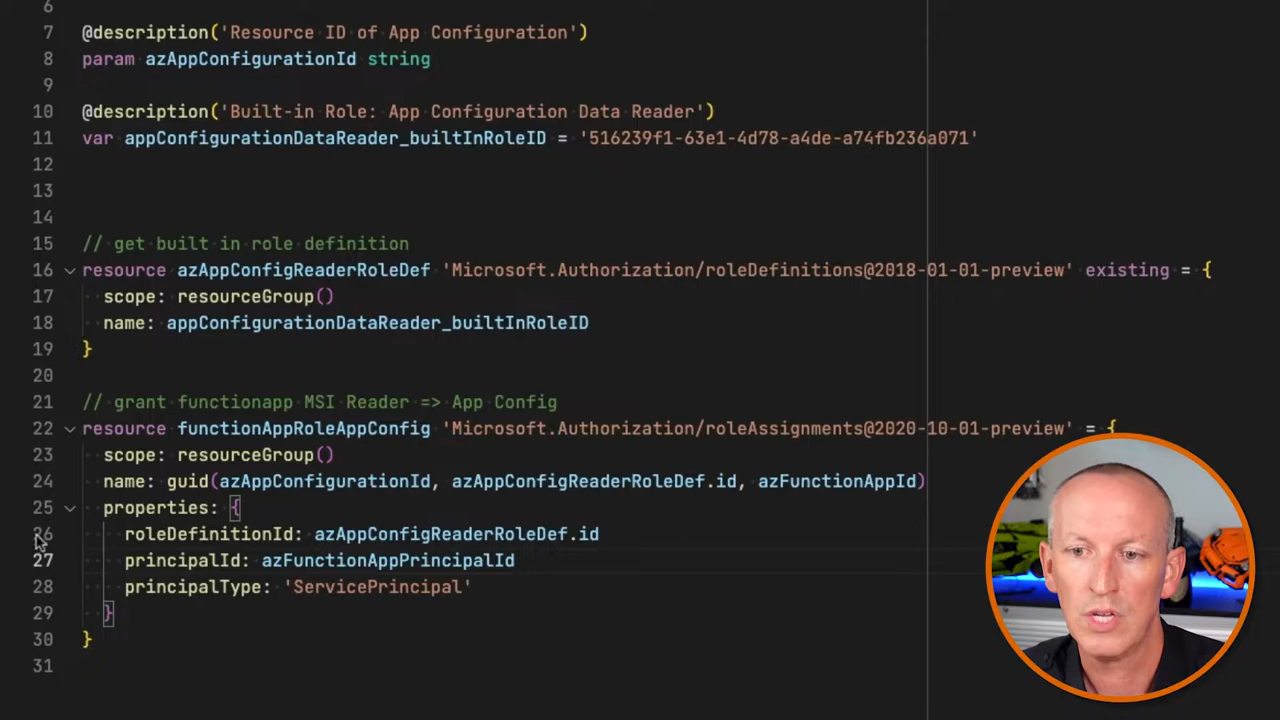 6
7 @description('Resource ID of App Configuration')
8 param azAppConfigurationId string
9
10 @description('Built-in Role: App Configuration Data Reader')
11 var appConfigurationDataReader_builtInRoleID = '516239f1-63e1-4d78-a4de-a74fb236a071'
12
13
14
15 // get built in role definition
16 resource azAppConfigReaderRoleDef 'Microsoft.Authorization/roleDefinitions@2018-01-01-preview' existing = {
17 scope: resourceGroup()
18 name: appConfigurationDataReader_builtInRoleID
19 }
20
21 // grant functionapp MSI Reader => App Config
22 resource functionAppRoleAppConfig 'Microsoft.Authorization/roleAssignments@2020-10-01-preview' = {
23 scope: resourceGroup()
24 name: guid(azAppConfigurationId, azAppConfigReaderRoleDef.id, azFunctionAppId)
25 properties: {
26 roleDefinitionId: azAppConfigReaderRoleDef.id
27 principalId: azFunctionAppPrincipalId
28 principalType: 'ServicePrincipal'
29 }
30 }
31